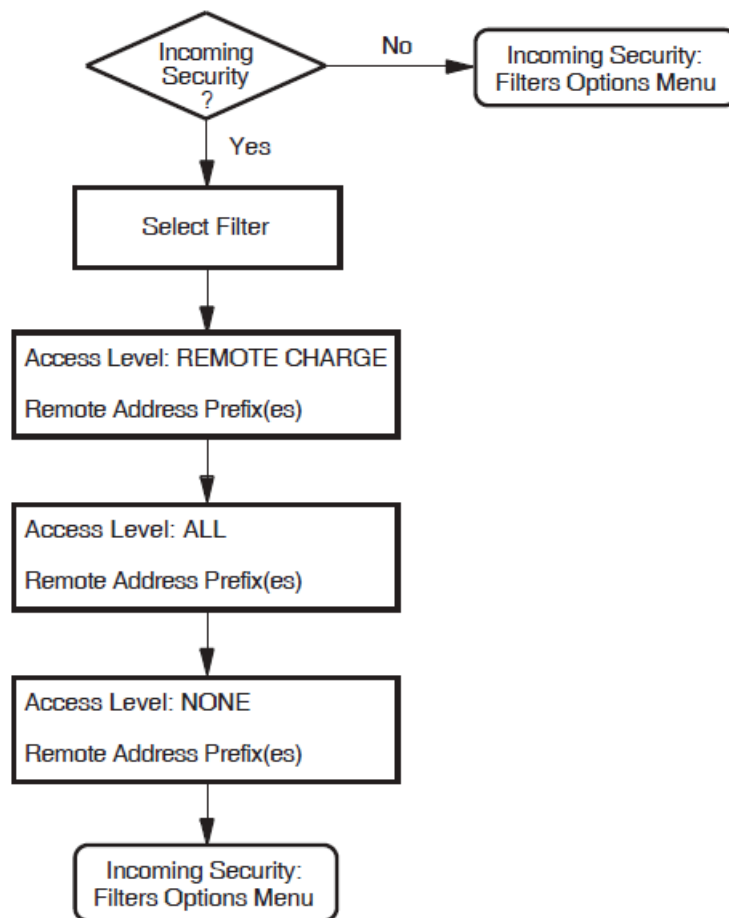 Incoming
Security
?
No
Incoming Security:
Filters Options Menu
Yes
Select Filter
Access Level: REMOTE CHARGE
Remote Address Prefix(es)
Access Level: ALL
Remote Address Prefix(es)
Access Level: NONE
Remote Address Prefix(es)
Incoming Security:
Filters Options Menu